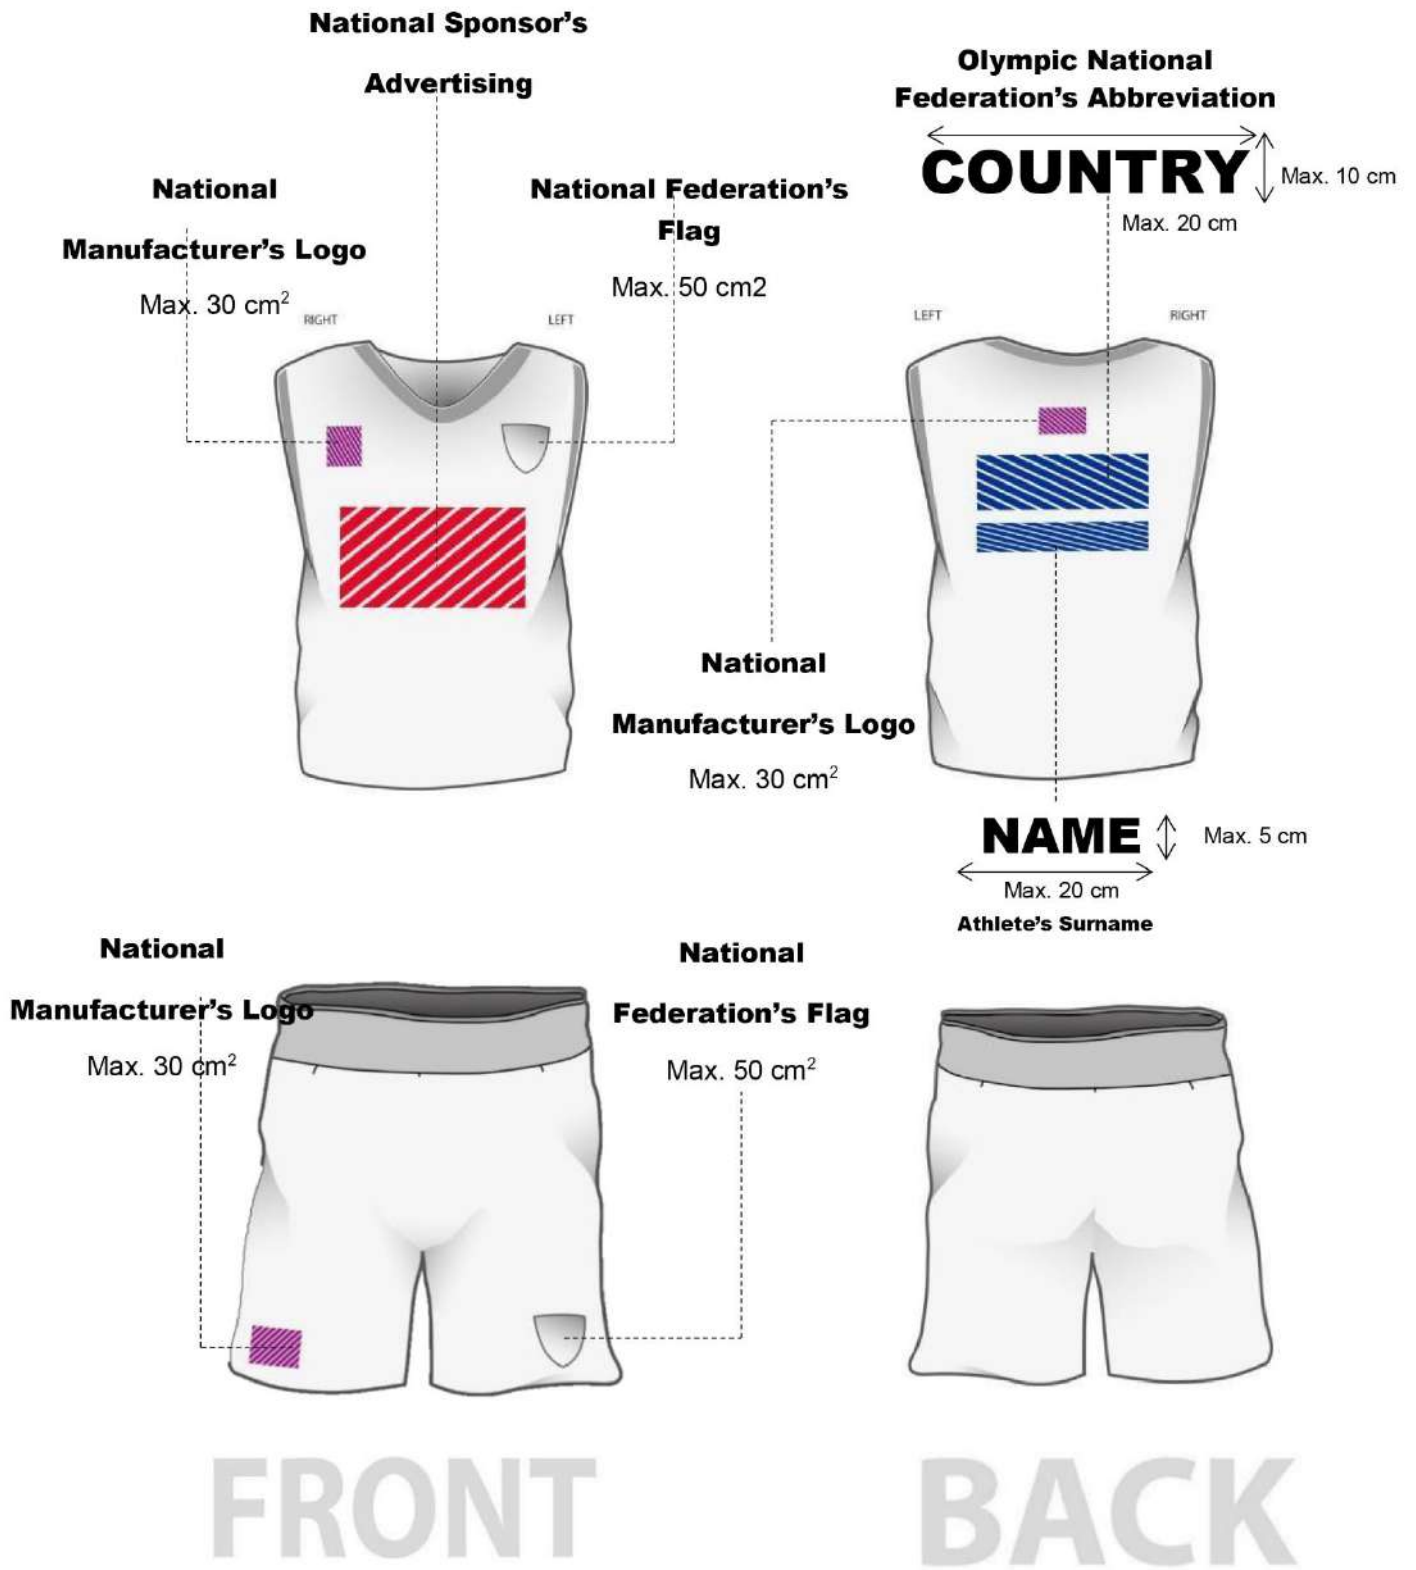 National Sponsor's
Advertising
National
Manufacturer's Logo
Max. 30 cm²
National Federation's
Flag
Max. 50 cm2
RIGHT
LEFT
Olympic National
Federation's Abbreviation
COUNTRY
Max. 10 cm
Max. 20 cm
LEFT
RIGHT
National
Manufacturer's Logo
Max. 30 cm²
NAME
Max. 5 cm
Max. 20 cm
Athlete's Surname
National
Manufacturer's Logo
Max. 30 cm²
National
Federation's Flag
Max. 50 cm²
FRONT
BACK